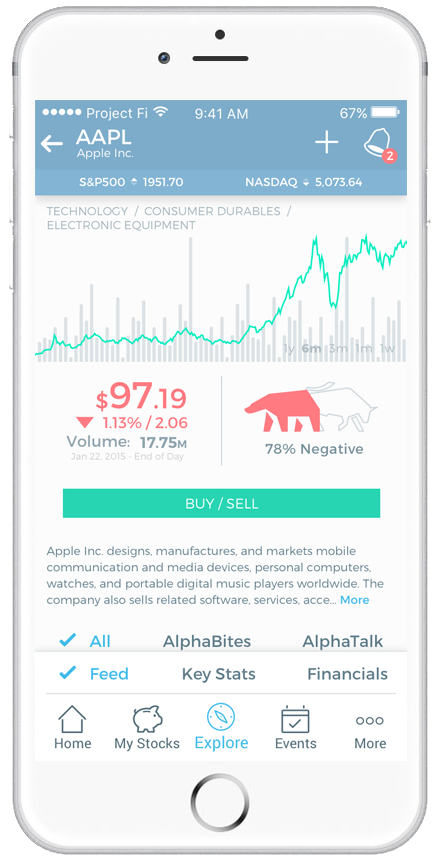 Project Fi 9:41 AM 67%
AAPL
Apple Inc.
2
S&P500 1951.70 NASDAQ 5,073.64
TECHNOLOGY / CONSUMER DURABLES /
ELECTRONIC EQUIPMENT
1y 6m 3m 1m 1w
$97.19
1.13% / 2.06
Volume: 17.75M
Jan 22, 2015 - End of Day
78% Negative
BUY / SELL
Apple Inc. designs, manufactures, and markets mobile
communication and media devices, personal computers,
watches, and portable digital music players worldwide. The
company also sells related software, services, acce... More
All AlphaBites AlphaTalk
Feed Key Stats Financials
Home My Stocks Explore Events More